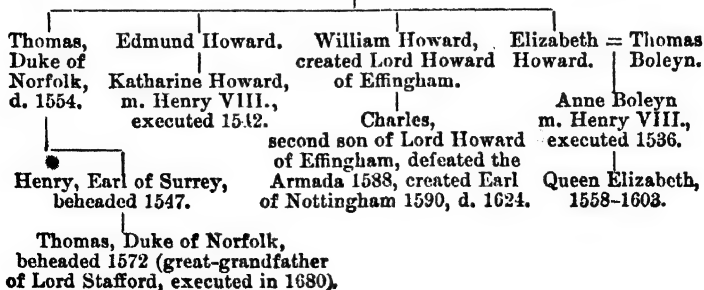 Thomas,
Duke of
Norfolk,
d. 1554.
Edmund Howard.
Katharine Howard,
m. Henry VIII.,
executed 1542.
William Howard,
created Lord Howard
of Effingham.
Charles,
second son of Lord Howard
of Effingham, defeated the
Armada 1588, created Earl
of Nottingham 1590, d. 1624.
Elizabeth = Thomas
Howard. Boleyn.
Anne Boleyn
m. Henry VIII.,
executed 1536.
Queen Elizabeth,
1558–1603.
Henry, Earl of Surrey,
beheaded 1547.
Thomas, Duke of Norfolk,
beheaded 1572 (great-grandfather
of Lord Stafford, executed in 1680).